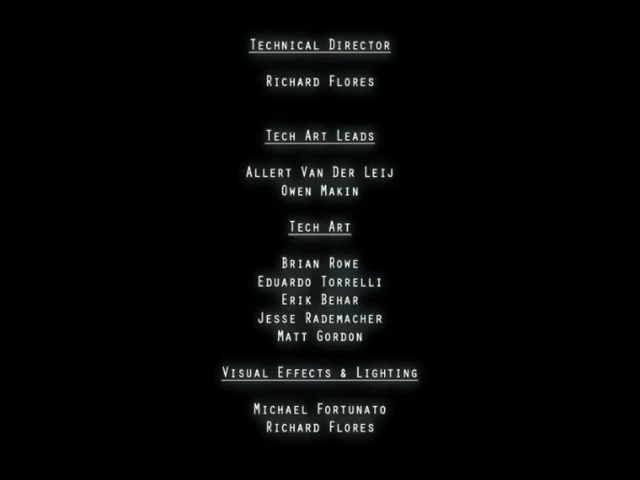 Technical Director
Richard Flores
Tech Art Leads
Allert Van Der Leij
Owen Makin
Tech Art
Brian Rowe
Eduardo Torrelli
Erik Behar
Jesse Rademacher
Matt Gordon
Visual Effects & Lighting
Michael Fortunato
Richard Flores